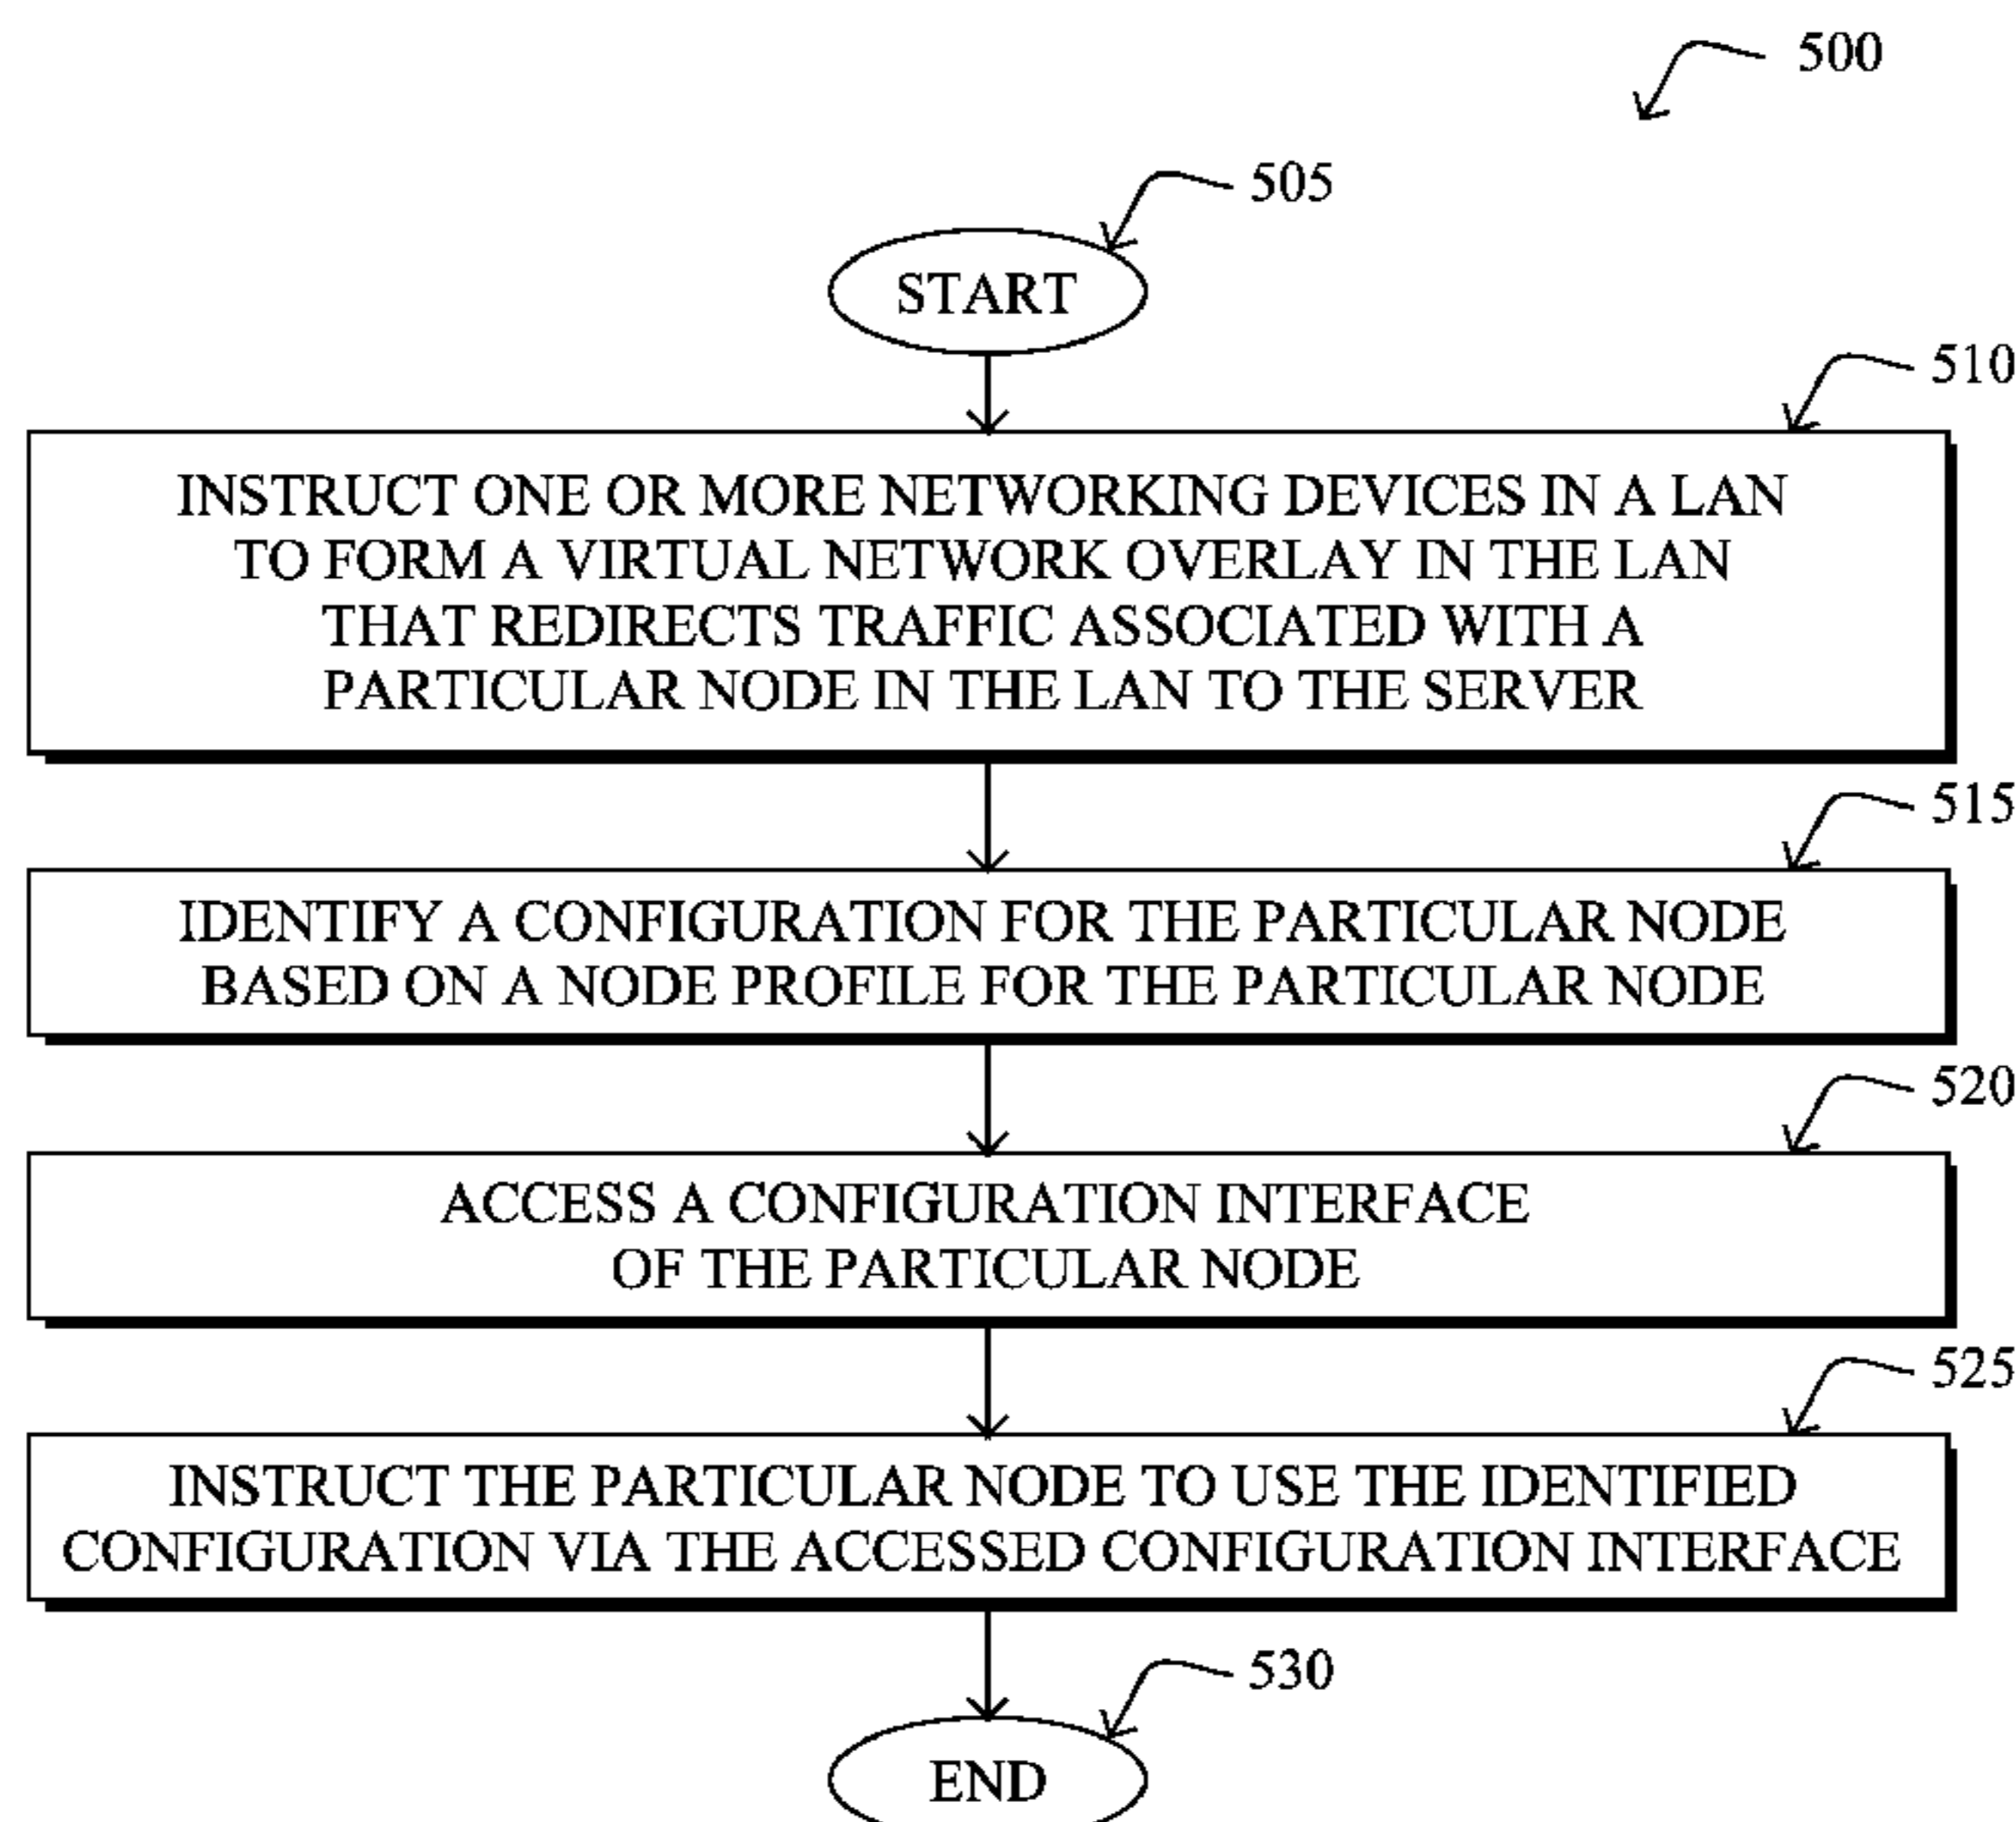 500
505
START
510
INSTRUCT ONE OR MORE NETWORKING DEVICES IN A LAN
TO FORM A VIRTUAL NETWORK OVERLAY IN THE LAN
THAT REDIRECTS TRAFFIC ASSOCIATED WITH A
PARTICULAR NODE IN THE LAN TO THE SERVER
515
IDENTIFY A CONFIGURATION FOR THE PARTICULAR NODE
BASED ON A NODE PROFILE FOR THE PARTICULAR NODE
520
ACCESS A CONFIGURATION INTERFACE
OF THE PARTICULAR NODE
525
INSTRUCT THE PARTICULAR NODE TO USE THE IDENTIFIED
CONFIGURATION VIA THE ACCESSED CONFIGURATION INTERFACE
530
END